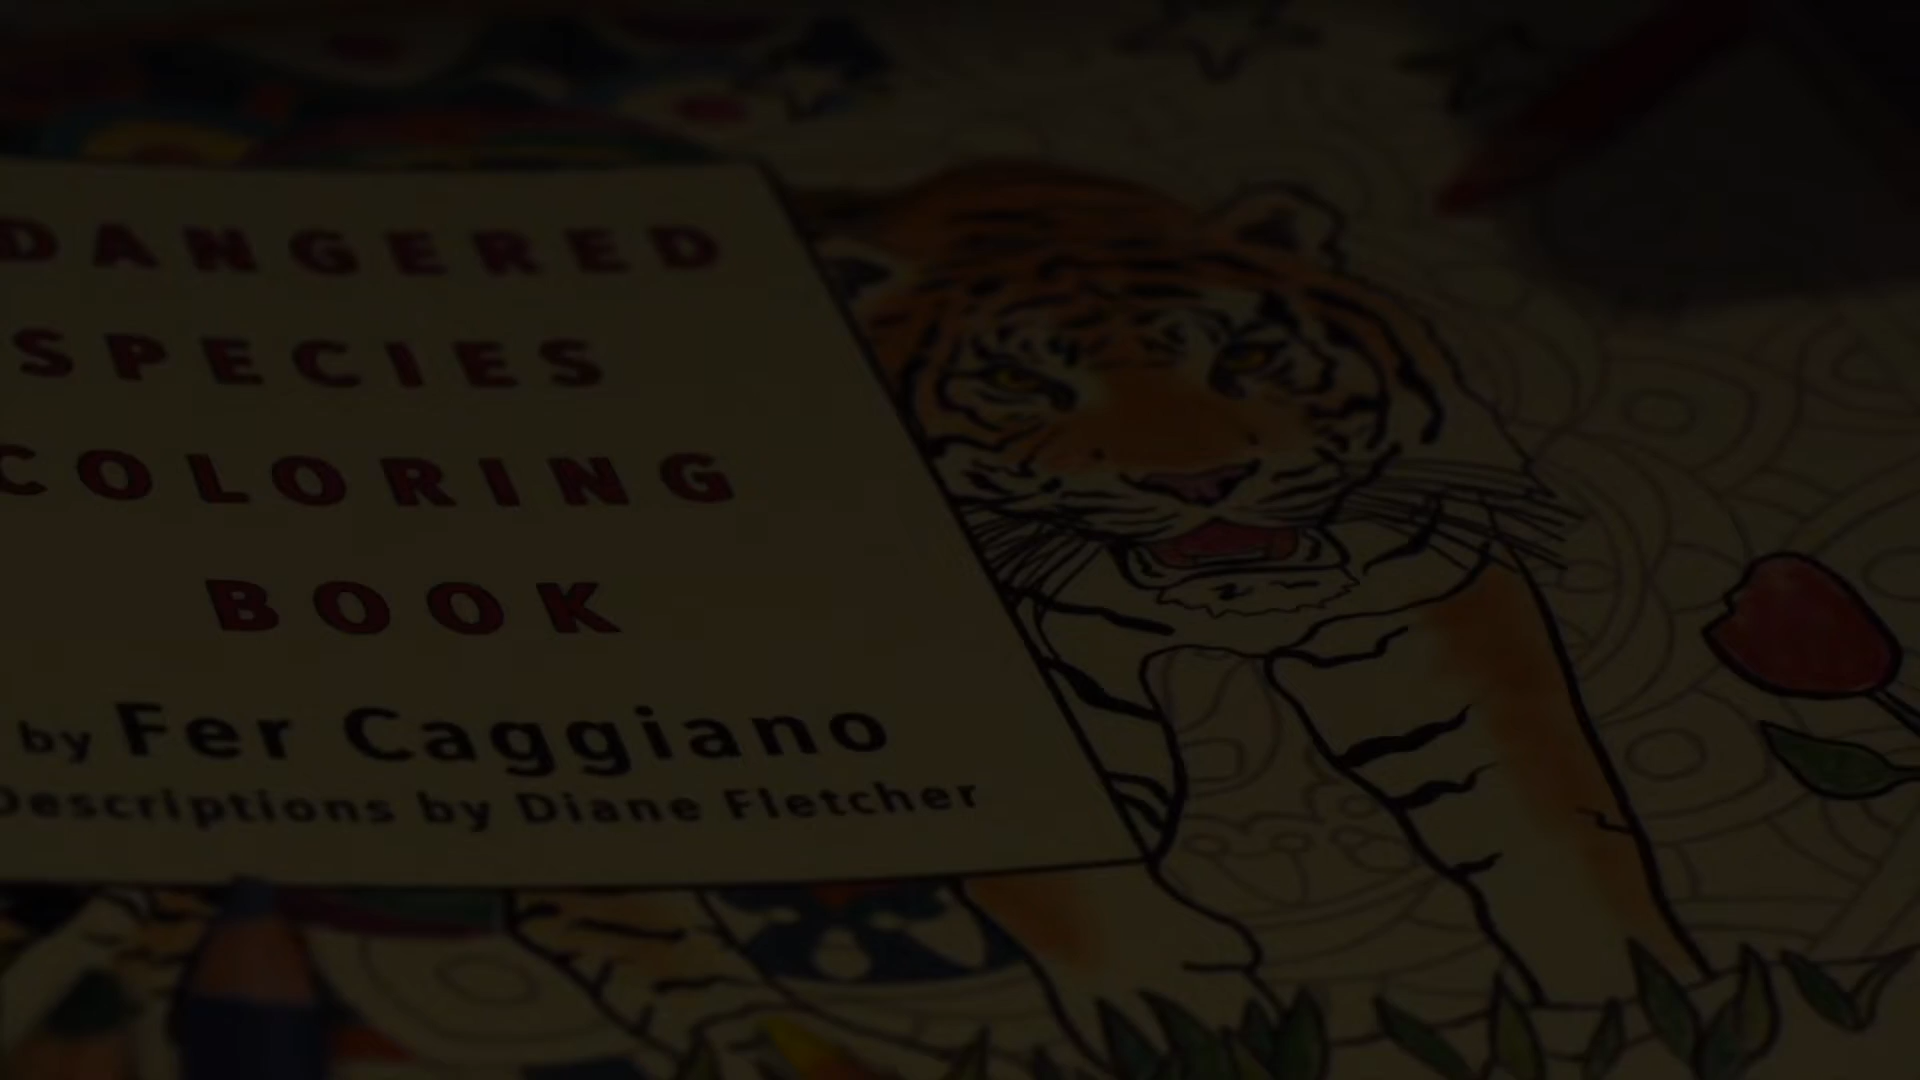 DANGERED
SPECIES
COLORING
BOOK
by Fer Caggiano
Descriptions by Diane Fletcher